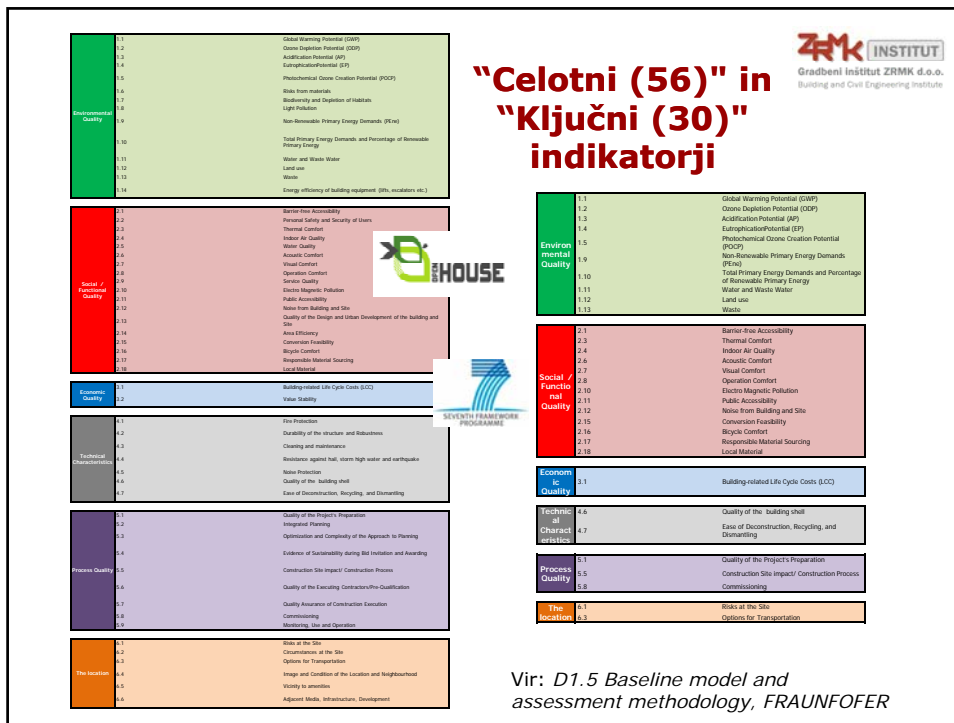 “Celotni (56)" in
“Ključni (30)"
indikatorji
ZRMK INSTITUT
Gradbeni inštitut ZRMK d.o.o.
Building and Civil Engineering Institute
Environmental
Quality
1.1 Global Warming Potential (GWP)
1.2 Ozone Depletion Potential (ODP)
1.3 Acidification Potential (AP)
1.4 EutrophicationPotential (EP)
1.5 Photochemical Ozone Creation Potential (POCP)
1.6 Risks from materials
1.7 Biodiversity and Depletion of Habitats
1.8 Light Pollution
1.9 Non-Renewable Primary Energy Demands (PEne)
1.10 Total Primary Energy Demands and Percentage of Renewable
Primary Energy
1.11 Water and Waste Water
1.12 Land use
1.13 Waste
1.14 Energy efficiency of building equipment (lifts, escalators etc.)
Social /
Functional
Quality
2.1 Barrier-free Accessibility
2.2 Personal Safety and Security of Users
2.3 Thermal Comfort
2.4 Indoor Air Quality
2.5 Water Quality
2.6 Acoustic Comfort
2.7 Visual Comfort
2.8 Operation Comfort
2.9 Service Quality
2.10 Electro Magnetic Pollution
2.11 Public Accessibility
2.12 Noise from Building and Site
2.13 Quality of the Design and Urban Development of the building and
Site
2.14 Area Efficiency
2.15 Conversion Feasibility
2.16 Bicycle Comfort
2.17 Responsible Material Sourcing
2.18 Local Material
Economic
Quality
3.1 Building-related Life Cycle Costs (LCC)
3.2 Value Stability
Technical
Characteristics
4.1 Fire Protection
4.2 Durability of the structure and Robustness
4.3 Cleaning and maintenance
4.4 Resistance against hail, storm high water and earthquake
4.5 Noise Protection
4.6 Quality of the building shell
4.7 Ease of Deconstruction, Recycling, and Dismantling
Process Quality
5.1 Quality of the Project's Preparation
5.2 Integrated Planning
5.3 Optimization and Complexity of the Approach to Planning
5.4 Evidence of Sustainability during Bid Invitation and Awarding
5.5 Construction Site impact/ Construction Process
5.6 Quality of the Executing Contractors/Pre-Qualification
5.7 Quality Assurance of Construction Execution
5.8 Commissioning
5.9 Monitoring, Use and Operation
The location
6.1 Risks at the Site
6.2 Circumstances at the Site
6.3 Options for Transportation
6.4 Image and Condition of the Location and Neighbourhood
6.5 Vicinity to amenities
6.6 Adjacent Media, Infrastructure, Development
OPEN HOUSE
SEVENTH FRAMEWORK
PROGRAMME
Environ
mental
Quality
1.1 Global Warming Potential (GWP)
1.2 Ozone Depletion Potential (ODP)
1.3 Acidification Potential (AP)
1.4 EutrophicationPotential (EP)
1.5 Photochemical Ozone Creation Potential
(POCP)
1.9 Non-Renewable Primary Energy Demands
(PEne)
1.10 Total Primary Energy Demands and Percentage
of Renewable Primary Energy
1.11 Water and Waste Water
1.12 Land use
1.13 Waste
Social /
Functio
nal
Quality
2.1 Barrier-free Accessibility
2.3 Thermal Comfort
2.4 Indoor Air Quality
2.6 Acoustic Comfort
2.7 Visual Comfort
2.8 Operation Comfort
2.10 Electro Magnetic Pollution
2.11 Public Accessibility
2.12 Noise from Building and Site
2.15 Conversion Feasibility
2.16 Bicycle Comfort
2.17 Responsible Material Sourcing
2.18 Local Material
Econom
ic
Quality
3.1 Building-related Life Cycle Costs (LCC)
Technic
al
Charact
eristics
4.6 Quality of the building shell
4.7 Ease of Deconstruction, Recycling, and
Dismantling
Process
Quality
5.1 Quality of the Project's Preparation
5.5 Construction Site impact/ Construction Process
5.8 Commissioning
The
location
6.1 Risks at the Site
6.3 Options for Transportation
Vir: D1.5 Baseline model and
assessment methodology, FRAUNFOFER